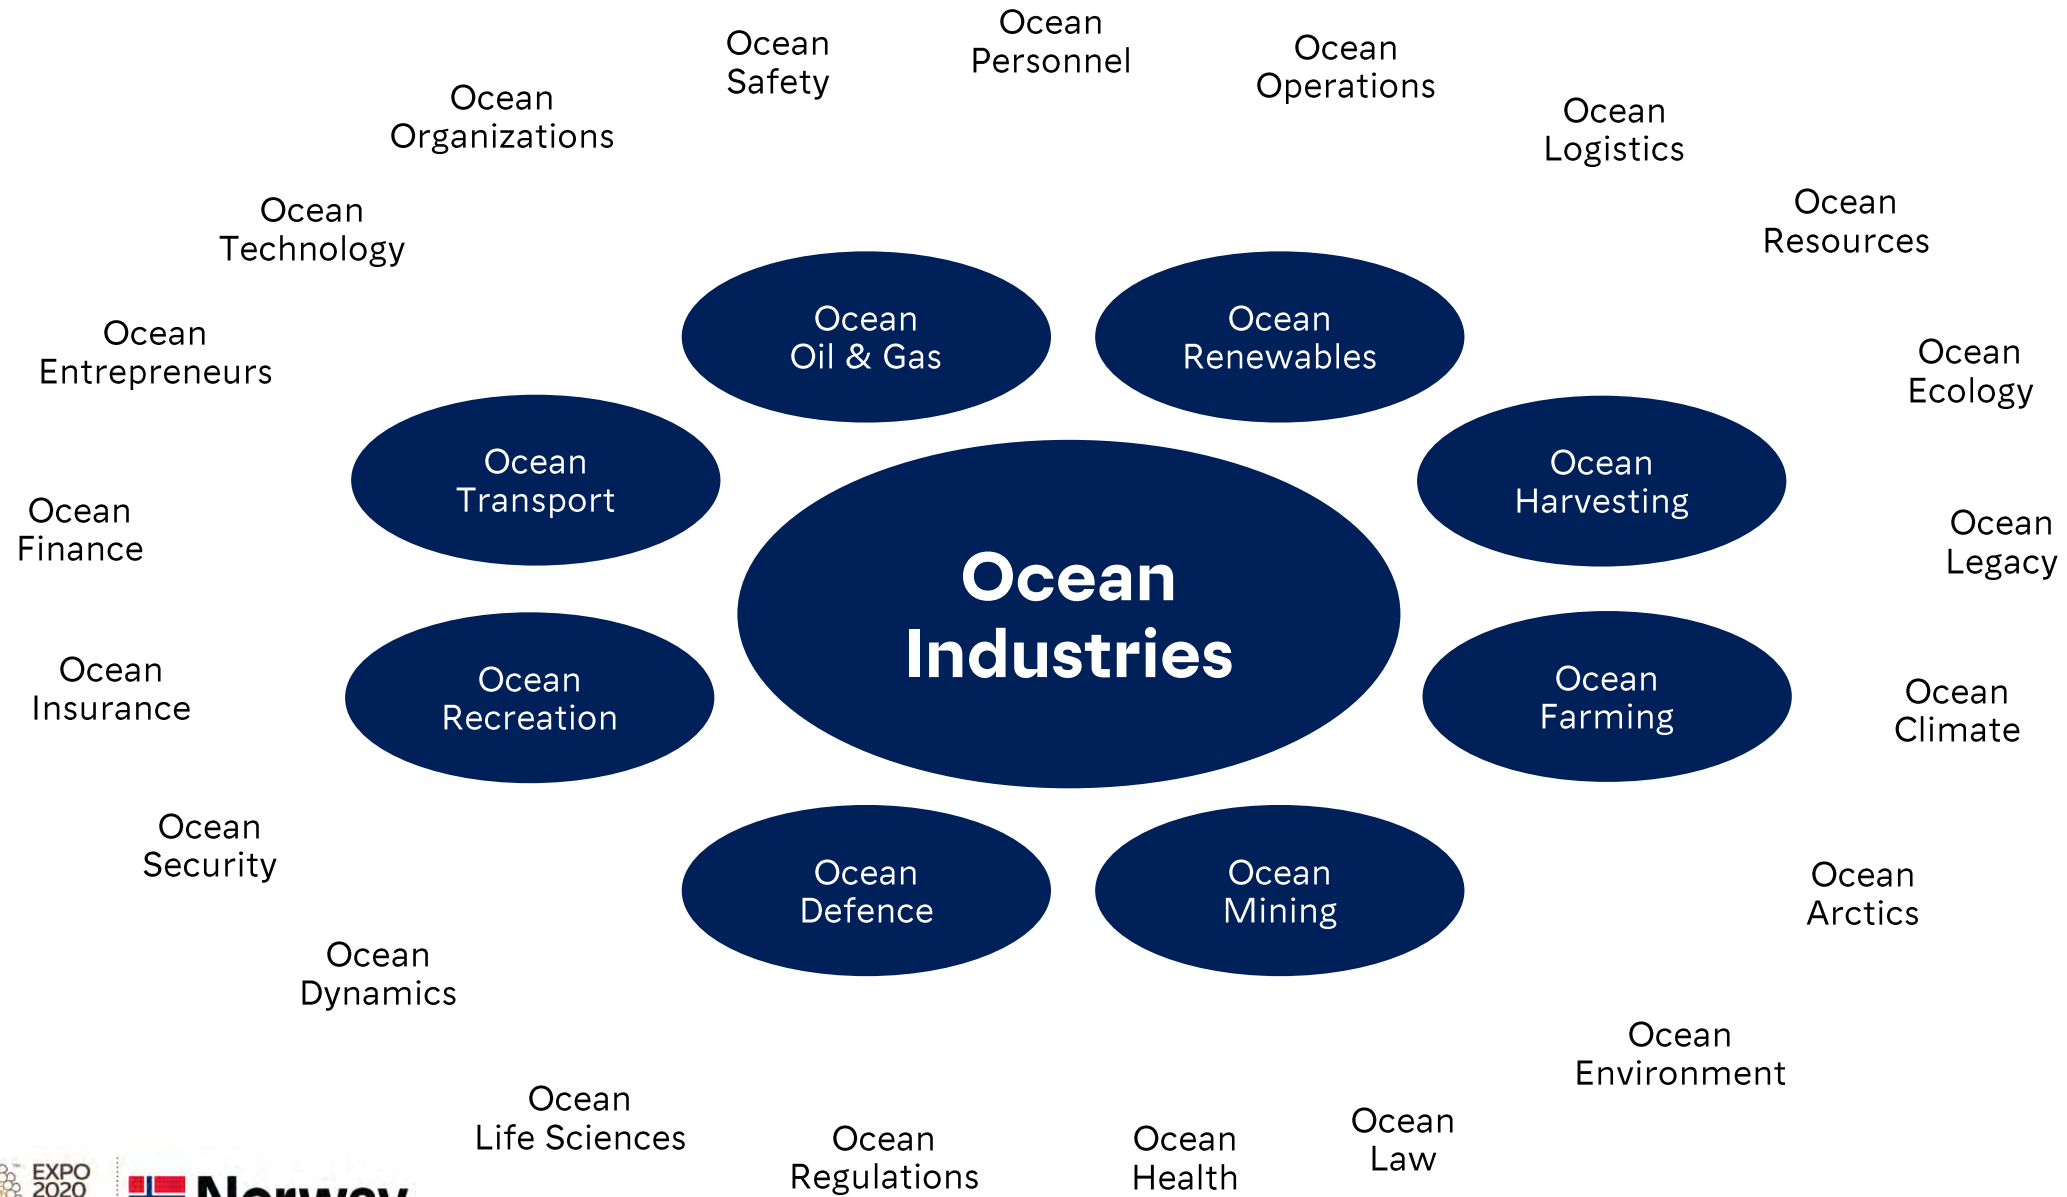 Ocean
Personnel
Ocean
Safety
Ocean
Operations
Ocean
Organizations
Ocean
Logistics
Ocean
Technology
Ocean
Resources
Ocean
Oil & Gas
Ocean
Renewables
Ocean
Entrepreneurs
Ocean
Ecology
Ocean
Transport
Ocean
Harvesting
Ocean
Finance
Ocean
Legacy
Ocean
Industries
Ocean
Insurance
Ocean
Recreation
Ocean
Farming
Ocean
Climate
Ocean
Security
Ocean
Defence
Ocean
Mining
Ocean
Arctics
Ocean
Dynamics
Ocean
Environment
Ocean
Life Sciences
Ocean
Regulations
Ocean
Health
Ocean
Law
EXPO
2020
Norway